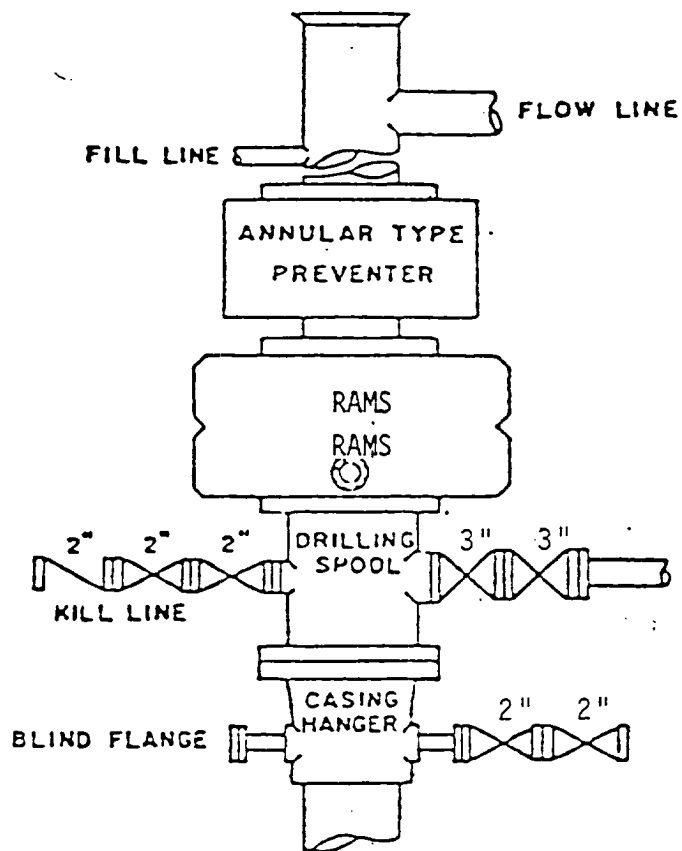 FLOW LINE
FILL LINE
ANNULAR TYPE
PREVENTER
RAMS
RAMS
2" 2" 2"
DRILLING
SPOOL
3" 3"
KILL LINE
CASING
HANGER
2" 2"
BLIND FLANGE